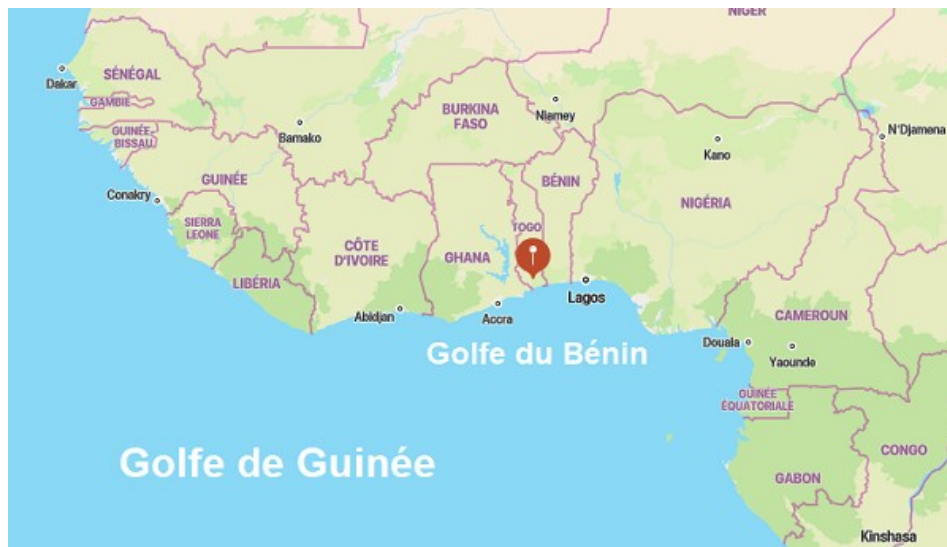 NIGER
Dakar
SÉNÉGAL
GAMBIE
GUINÉE-
BISSAU
Bamako
BURKINA
FASO
Niamey
Kano
N'Djamena
GUINÉE
Conakry
SIERRA
LEONE
LIBÉRIA
CÔTE
D'IVOIRE
GHANA
TOGO
BÉNIN
NIGÉRIA
Abidjan
Accra
Lagos
Golfe du Bénin
Douala
Yaounde
CAMEROUN
GUINÉE
ÉQUATORIALE
CONGO
GABON
Golfe de Guinée
Kinshasa